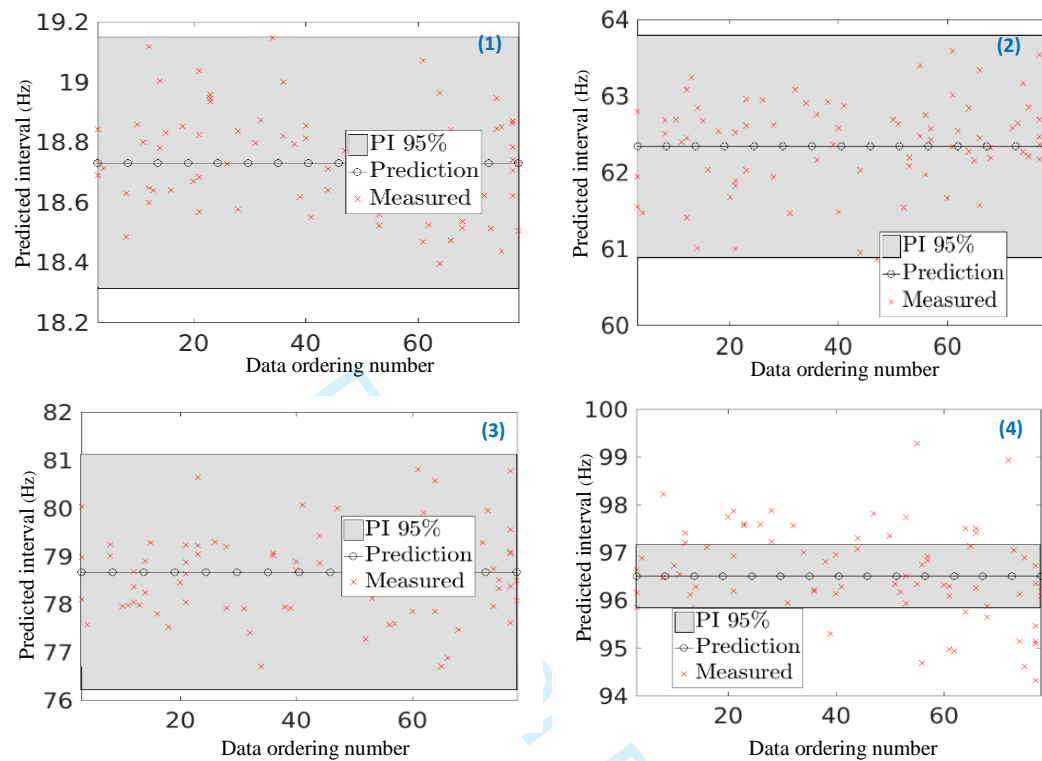 (1)
Predicted interval (Hz)
19.2
19
18.8
18.6
18.4
18.2
20
40
60
Data ordering number
PI 95%
Prediction
Measured
(2)
Predicted interval (Hz)
64
63
62
61
60
20
40
60
Data ordering number
PI 95%
Prediction
Measured
(3)
Predicted interval (Hz)
82
81
80
79
78
77
76
20
40
60
Data ordering number
PI 95%
Prediction
Measured
(4)
Predicted interval (Hz)
100
99
98
97
96
95
94
20
40
60
Data ordering number
PI 95%
Prediction
Measured